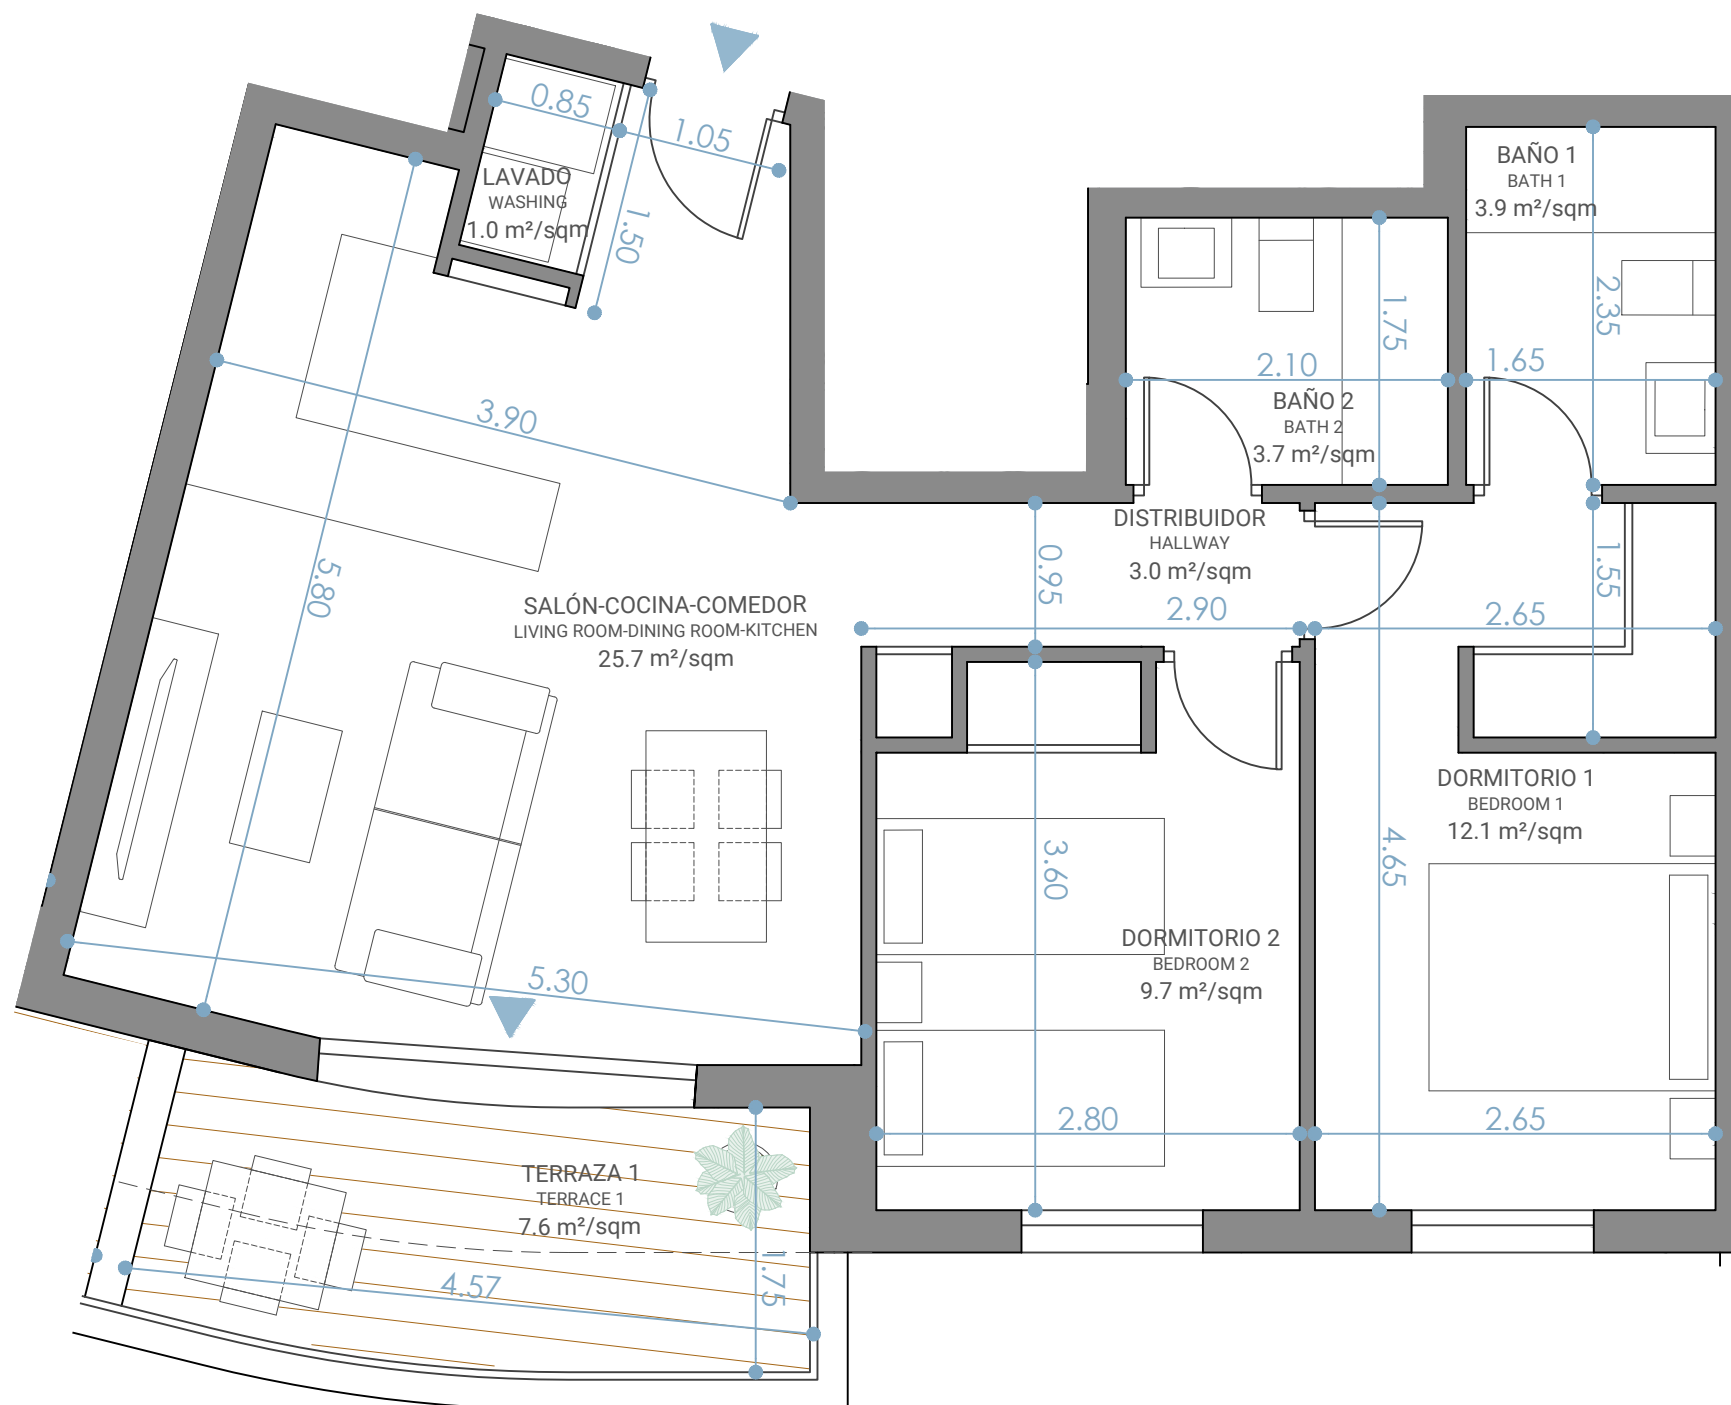 0.85
1.05
LAVADO
WASHING
1.0 m²/sqm
1.50
BAÑO 1
BATH 1
3.9 m²/sqm
2.35
1.65
1.75
2.10
BAÑO 2
BATH 2
3.7 m²/sqm
3.90
DISTRIBUIDOR
HALLWAY
3.0 m²/sqm
0.95
2.90
1.55
2.65
5.80
SALÓN-COCINA-COMEDOR
LIVING ROOM-DINING ROOM-KITCHEN
25.7 m²/sqm
DORMITORIO 1
BEDROOM 1
12.1 m²/sqm
3.60
4.65
DORMITORIO 2
BEDROOM 2
9.7 m²/sqm
5.30
2.80
2.65
TERRAZA 1
TERRACE 1
7.6 m²/sqm
4.57
1.75